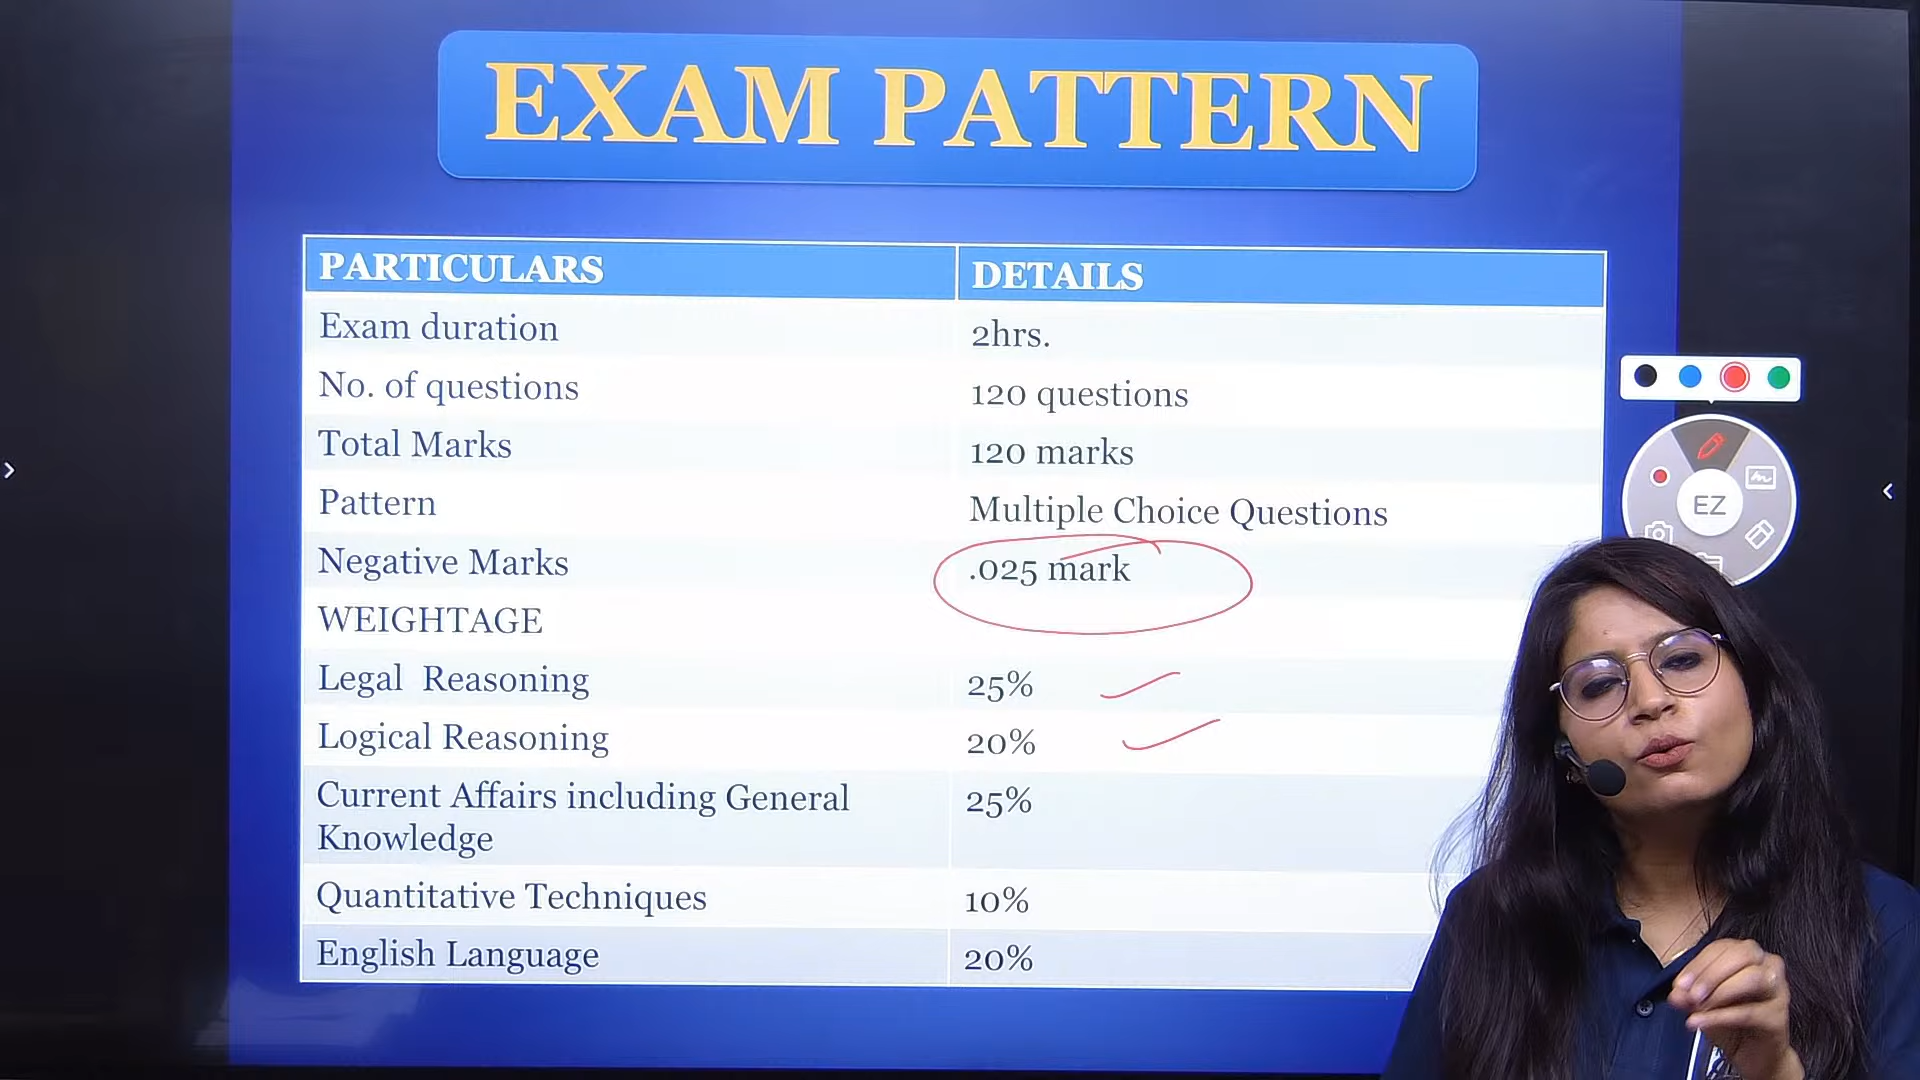 EXAM PATTERN
PARTICULARS DETAILS
Exam duration 2hrs.
No. of questions 120 questions
Total Marks 120 marks
Pattern Multiple Choice Questions
Negative Marks .025 mark
WEIGHTAGE
Legal Reasoning 25%
Logical Reasoning 20%
Current Affairs including General
Knowledge 25%
Quantitative Techniques 10%
English Language 20%
EZ